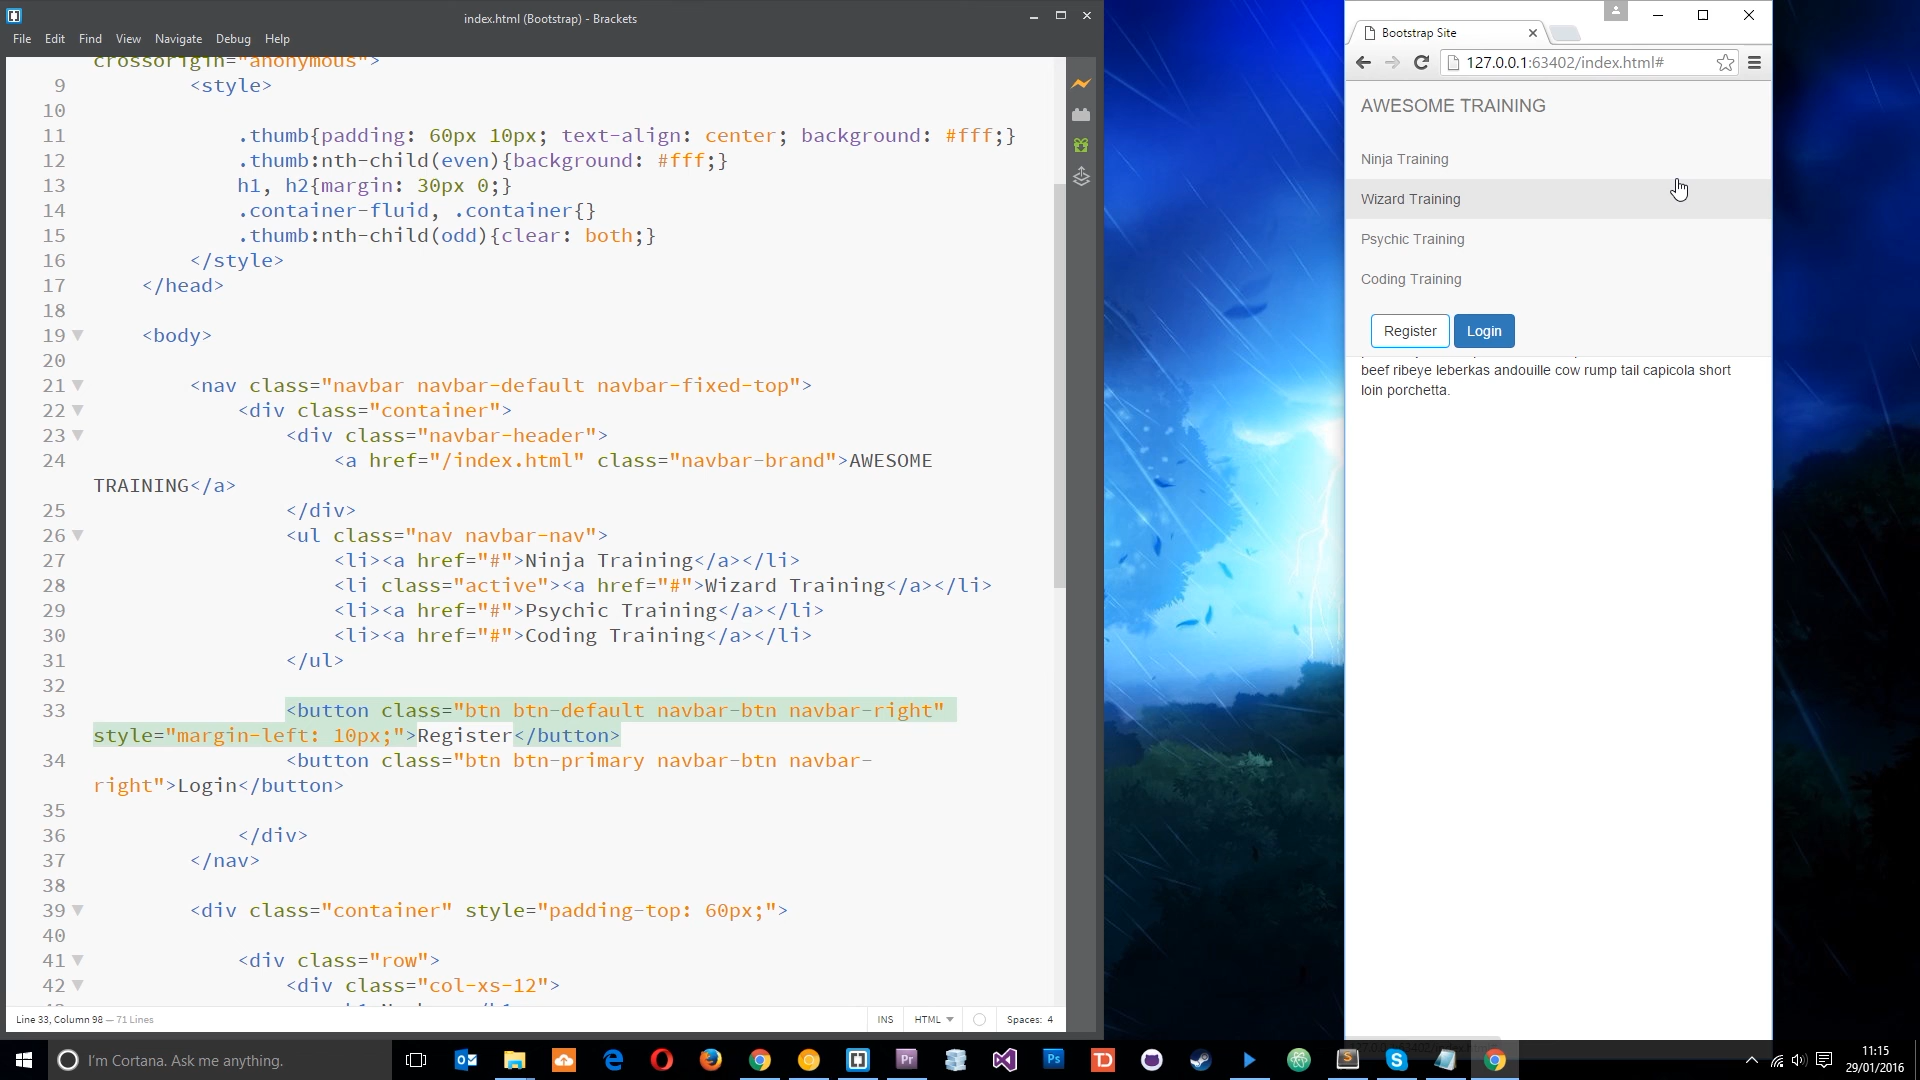 index.html (Bootstrap) - Brackets
File Edit Find View Navigate Debug Help
crossorigin="anonymous">
9 <style>
10
11 .thumb{padding: 60px 10px; text-align: center; background: #fff;}
12 .thumb:nth-child(even){background: #fff;}
13 h1, h2{margin: 30px 0;}
14 .container-fluid, .container{}
15 .thumb:nth-child(odd){clear: both;}
16 </style>
17 </head>
18
19 <body>
20
21 <nav class="navbar navbar-default navbar-fixed-top">
22 <div class="container">
23 <div class="navbar-header">
24 <a href="/index.html" class="navbar-brand">AWESOME
TRAINING</a>
25 </div>
26 <ul class="nav navbar-nav">
27 <li><a href="#">Ninja Training</a></li>
28 <li class="active"><a href="#">Wizard Training</a></li>
29 <li><a href="#">Psychic Training</a></li>
30 <li><a href="#">Coding Training</a></li>
31 </ul>
32
33 <button class="btn btn-default navbar-btn navbar-right"
style="margin-left: 10px;">Register</button>
34 <button class="btn btn-primary navbar-btn navbar-
right">Login</button>
35
36 </div>
37 </nav>
38
39 <div class="container" style="padding-top: 60px;">
40
41 <div class="row">
42 <div class="col-xs-12">
Line 33, Column 98 — 71 Lines
INS HTML Spaces: 4
Bootstrap Site
127.0.0.1:63402/index.html#
AWESOME TRAINING
Ninja Training
Wizard Training
Psychic Training
Coding Training
Register Login
beef ribeye leberkas andouille cow rump tail capicola short
loin porchetta.
I'm Cortana. Ask me anything.
Pr
Ps
TD
S
11:15
29/01/2016